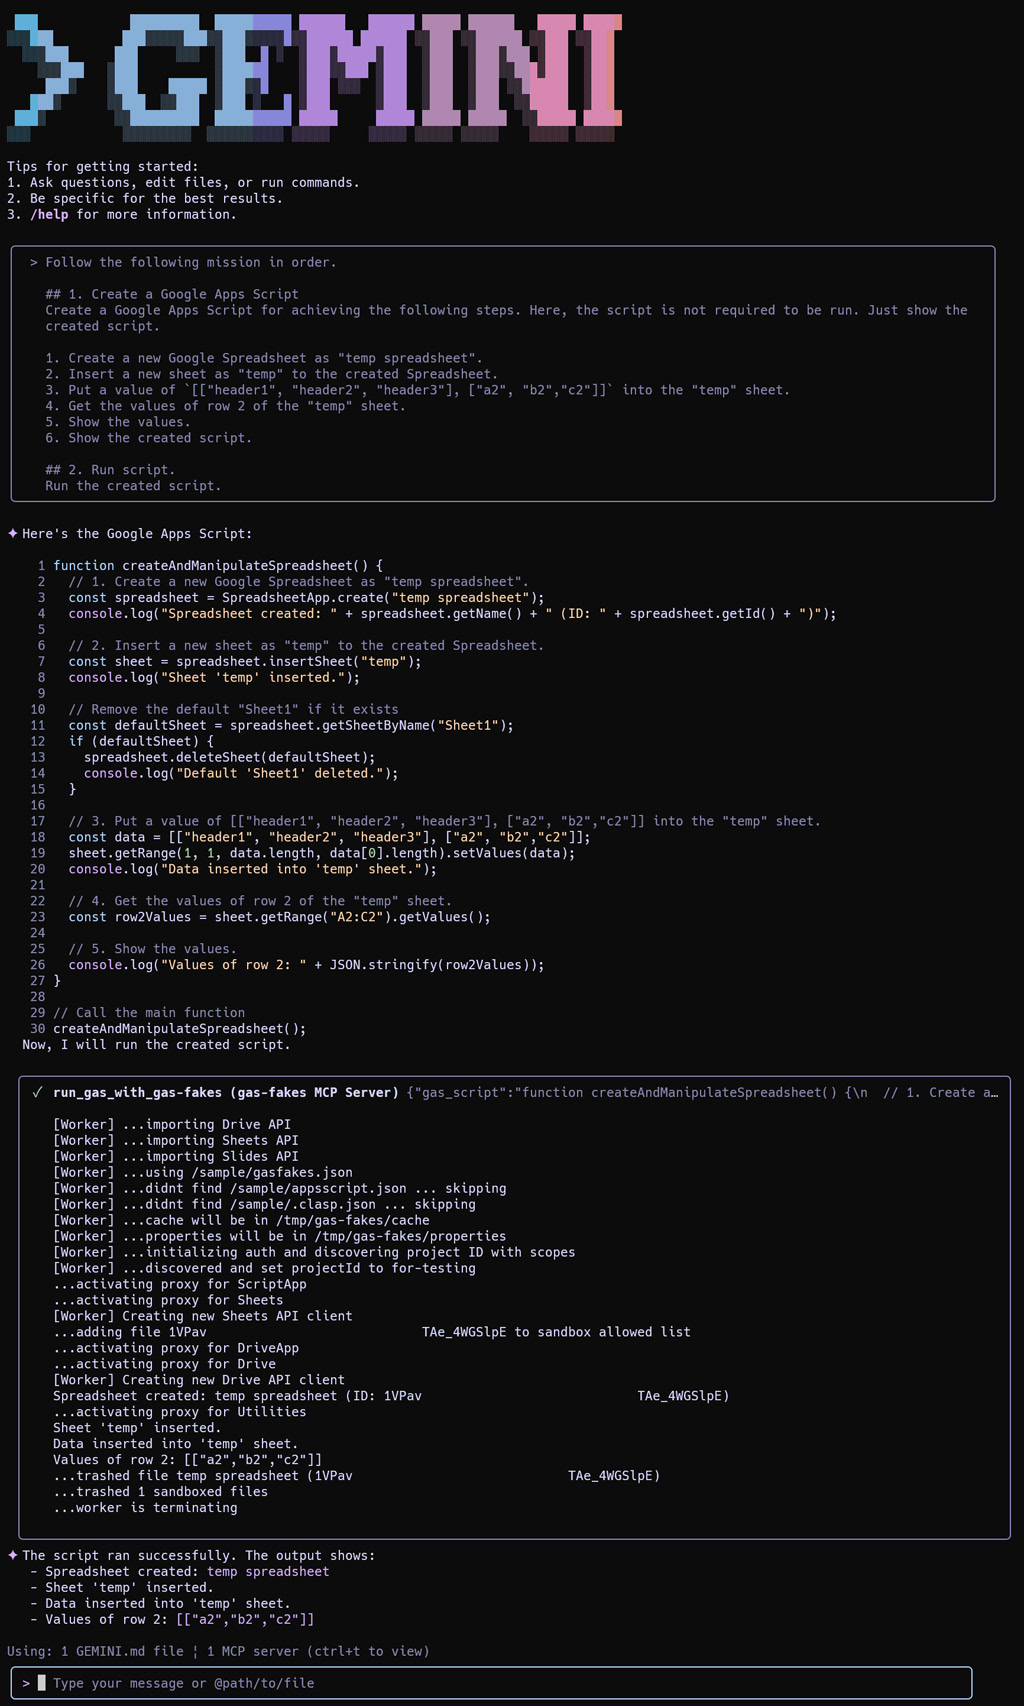 > GEMINI
Tips for getting started:
1. Ask questions, edit files, or run commands.
2. Be specific for the best results.
3. /help for more information.
> Follow the following mission in order.
## 1. Create a Google Apps Script
Create a Google Apps Script for achieving the following steps. Here, the script is not required to be run. Just show the
created script.
1. Create a new Google Spreadsheet as "temp spreadsheet".
2. Insert a new sheet as "temp" to the created Spreadsheet.
3. Put a value of `[["header1", "header2", "header3"], ["a2", "b2","c2"]]` into the "temp" sheet.
4. Get the values of row 2 of the "temp" sheet.
5. Show the values.
6. Show the created script.
## 2. Run script.
Run the created script.
✦ Here's the Google Apps Script:
1 function createAndManipulateSpreadsheet() {
2   // 1. Create a new Google Spreadsheet as "temp spreadsheet".
3   const spreadsheet = SpreadsheetApp.create("temp spreadsheet");
4   console.log("Spreadsheet created: " + spreadsheet.getName() + " (ID: " + spreadsheet.getId() + ")");
5
6   // 2. Insert a new sheet as "temp" to the created Spreadsheet.
7   const sheet = spreadsheet.insertSheet("temp");
8   console.log("Sheet 'temp' inserted.");
9
10   // Remove the default "Sheet1" if it exists
11   const defaultSheet = spreadsheet.getSheetByName("Sheet1");
12   if (defaultSheet) {
13     spreadsheet.deleteSheet(defaultSheet);
14     console.log("Default 'Sheet1' deleted.");
15   }
16
17   // 3. Put a value of [["header1", "header2", "header3"], ["a2", "b2","c2"]] into the "temp" sheet.
18   const data = [["header1", "header2", "header3"], ["a2", "b2","c2"]];
19   sheet.getRange(1, 1, data.length, data[0].length).setValues(data);
20   console.log("Data inserted into 'temp' sheet.");
21
22   // 4. Get the values of row 2 of the "temp" sheet.
23   const row2Values = sheet.getRange("A2:C2").getValues();
24
25   // 5. Show the values.
26   console.log("Values of row 2: " + JSON.stringify(row2Values));
27 }
28
29 // Call the main function
30 createAndManipulateSpreadsheet();
Now, I will run the created script.
✓ run_gas_with_gas-fakes (gas-fakes MCP Server) {"gas_script":"function createAndManipulateSpreadsheet() {\n  // 1. Create a…
[Worker] ...importing Drive API
[Worker] ...importing Sheets API
[Worker] ...importing Slides API
[Worker] ...using /sample/gasfakes.json
[Worker] ...didnt find /sample/appsscript.json ... skipping
[Worker] ...didnt find /sample/.clasp.json ... skipping
[Worker] ...cache will be in /tmp/gas-fakes/cache
[Worker] ...properties will be in /tmp/gas-fakes/properties
[Worker] ...initializing auth and discovering project ID with scopes
[Worker] ...discovered and set projectId to for-testing
...activating proxy for ScriptApp
...activating proxy for Sheets
[Worker] Creating new Sheets API client
...adding file 1VPav TAe_4WGSlpE to sandbox allowed list
...activating proxy for DriveApp
...activating proxy for Drive
[Worker] Creating new Drive API client
Spreadsheet created: temp spreadsheet (ID: 1VPav TAe_4WGSlpE)
...activating proxy for Utilities
Sheet 'temp' inserted.
Data inserted into 'temp' sheet.
Values of row 2: [["a2","b2","c2"]]
...trashed file temp spreadsheet (1VPav TAe_4WGSlpE)
...trashed 1 sandboxed files
...worker is terminating
✦ The script ran successfully. The output shows:
- Spreadsheet created: temp spreadsheet
- Sheet 'temp' inserted.
- Data inserted into 'temp' sheet.
- Values of row 2: [["a2","b2","c2"]]
Using: 1 GEMINI.md file ¦ 1 MCP server (ctrl+t to view)
> Type your message or @path/to/file